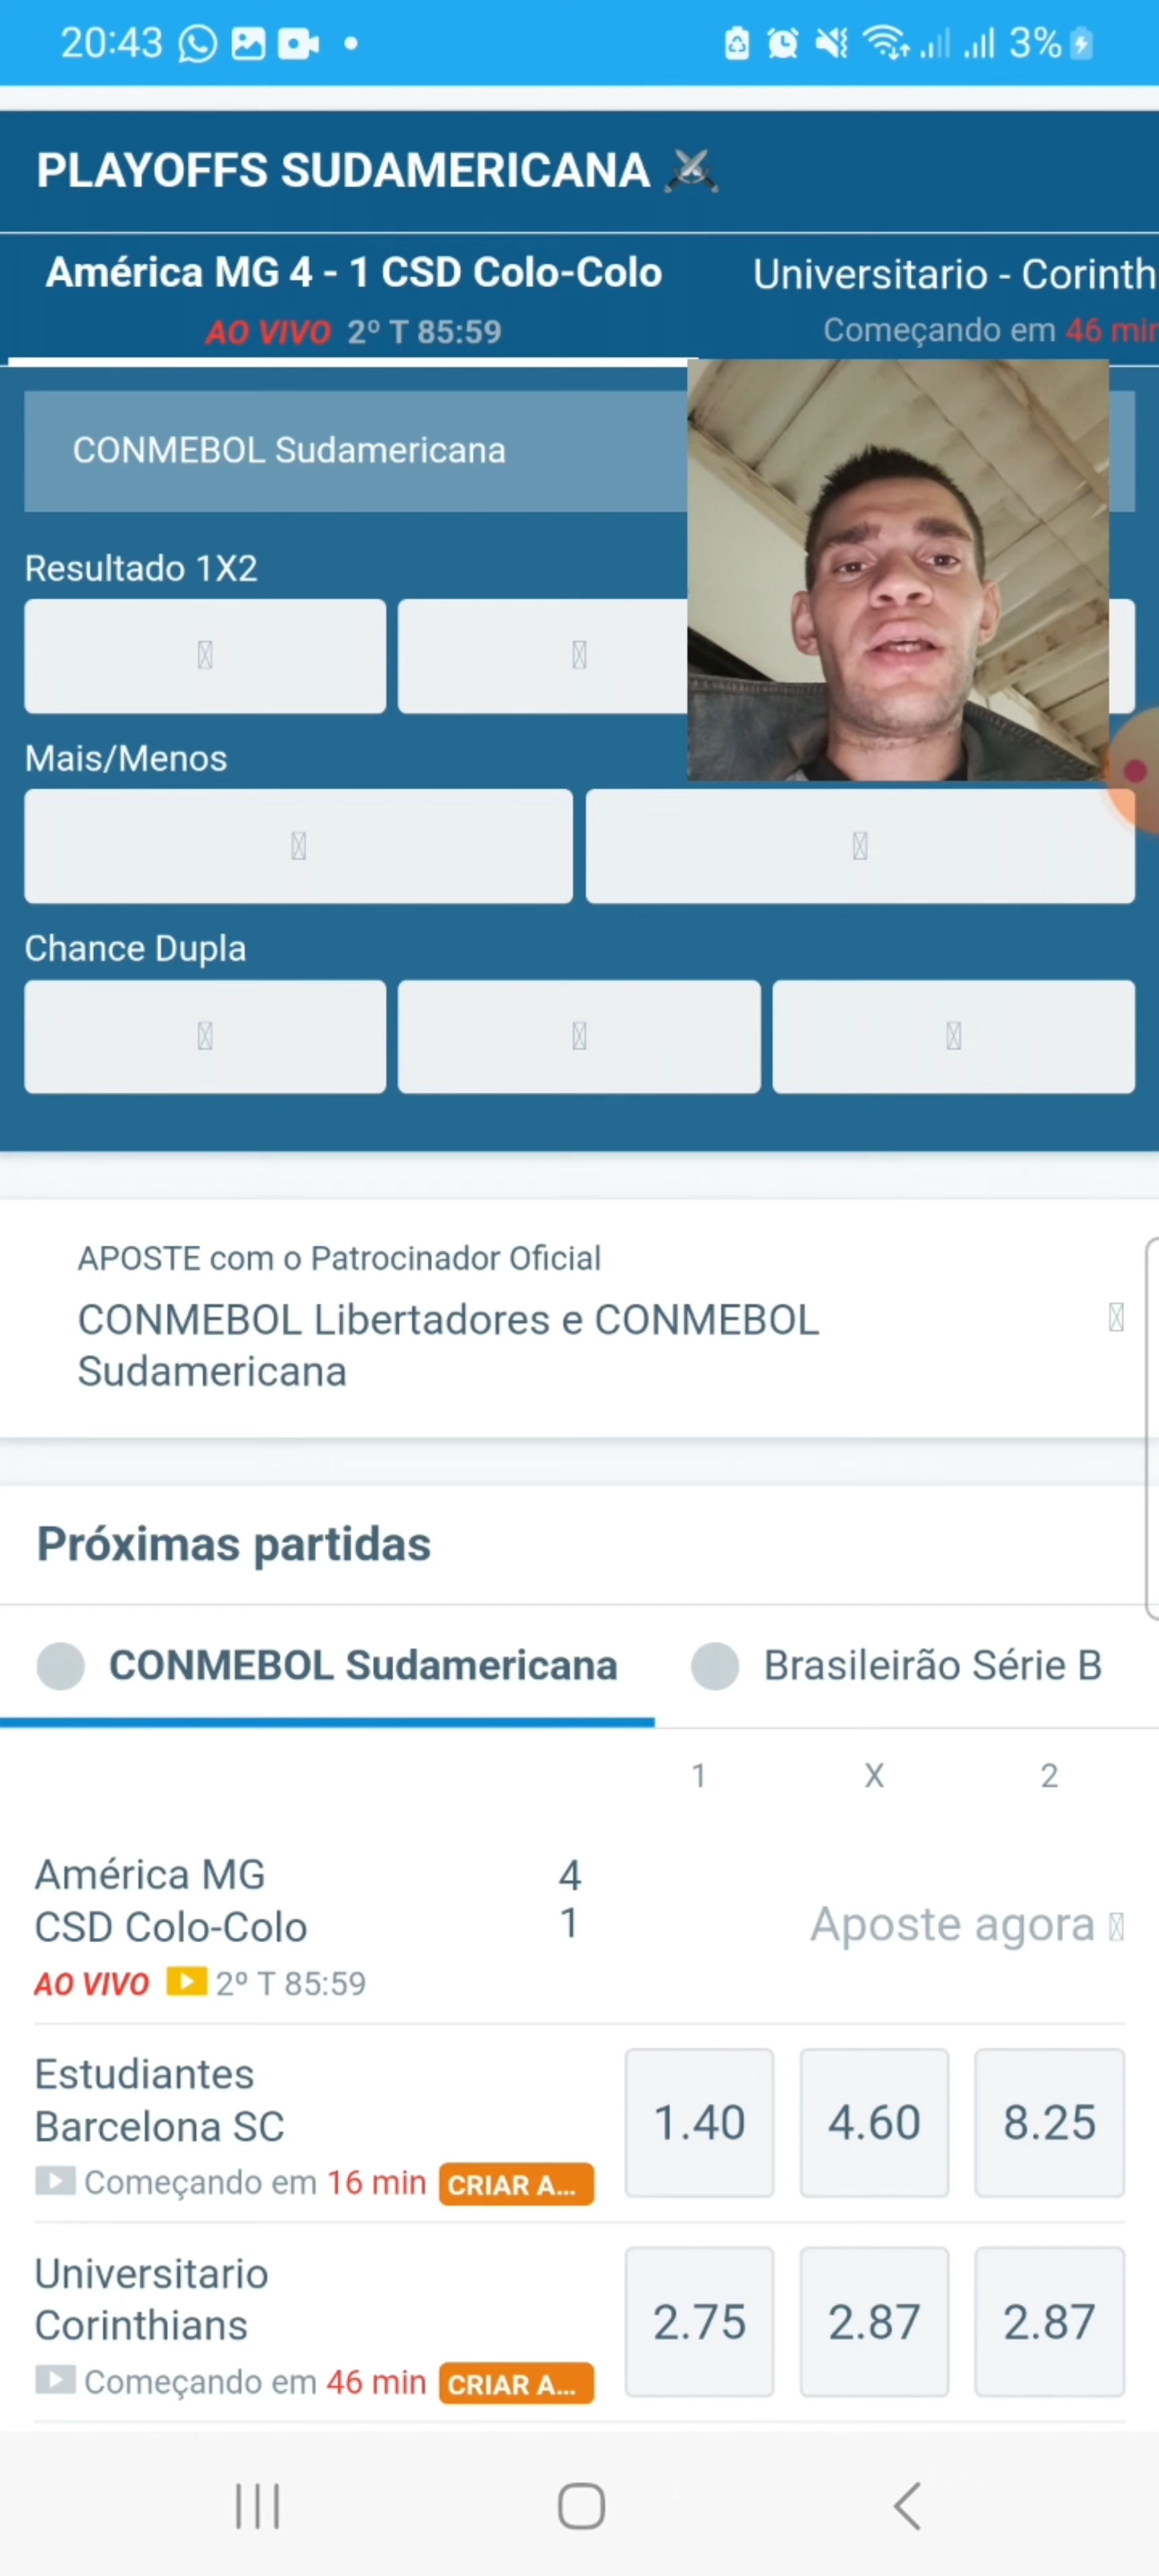 20:43
3%
PLAYOFFS SUDAMERICANA
América MG 4 - 1 CSD Colo-Colo
Universitario - Corinth
AO VIVO 2º T 85:59
Começando em 46 min
CONMEBOL Sudamericana
Resultado 1X2
Mais/Menos
Chance Dupla
APOSTE com o Patrocinador Oficial
CONMEBOL Libertadores e CONMEBOL
Sudamericana
Próximas partidas
CONMEBOL Sudamericana
Brasileirão Série B
1 X 2
América MG 4
CSD Colo-Colo 1
Aposte agora
AO VIVO 2º T 85:59
Estudiantes
Barcelona SC
1.40 4.60 8.25
Começando em 16 min CRIAR A...
Universitario
Corinthians
2.75 2.87 2.87
Começando em 46 min CRIAR A...